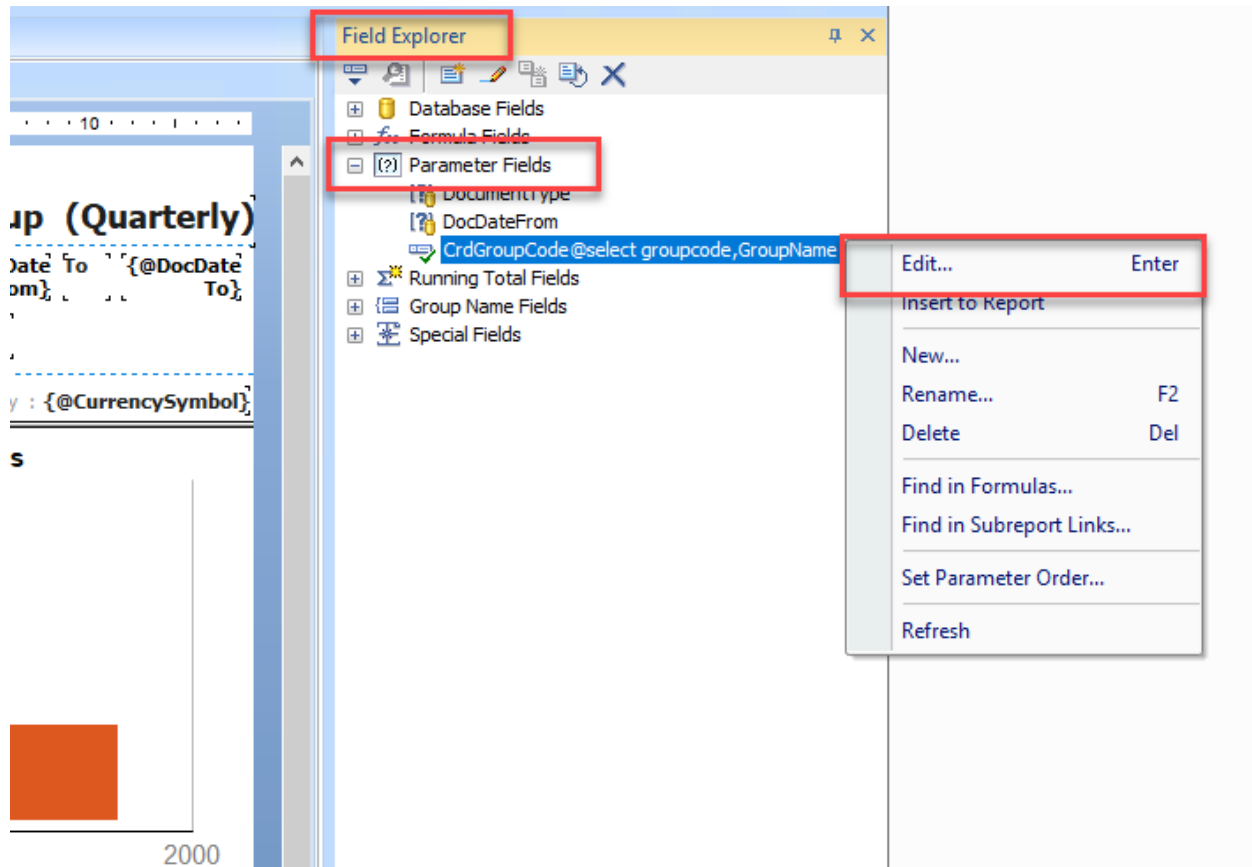 Field Explorer
10
Database Fields
Formula Fields
(?) Parameter Fields
[?] DocumentType
[?] DocDateFrom
CrdGroupCode@select groupcode,GroupName
Running Total Fields
Group Name Fields
Special Fields
up (Quarterly)
Date To {@DocDate
om} To}
y : {@CurrencySymbol}
s
2000
Edit... Enter
Insert to Report
New...
Rename... F2
Delete Del
Find in Formulas...
Find in Subreport Links...
Set Parameter Order...
Refresh